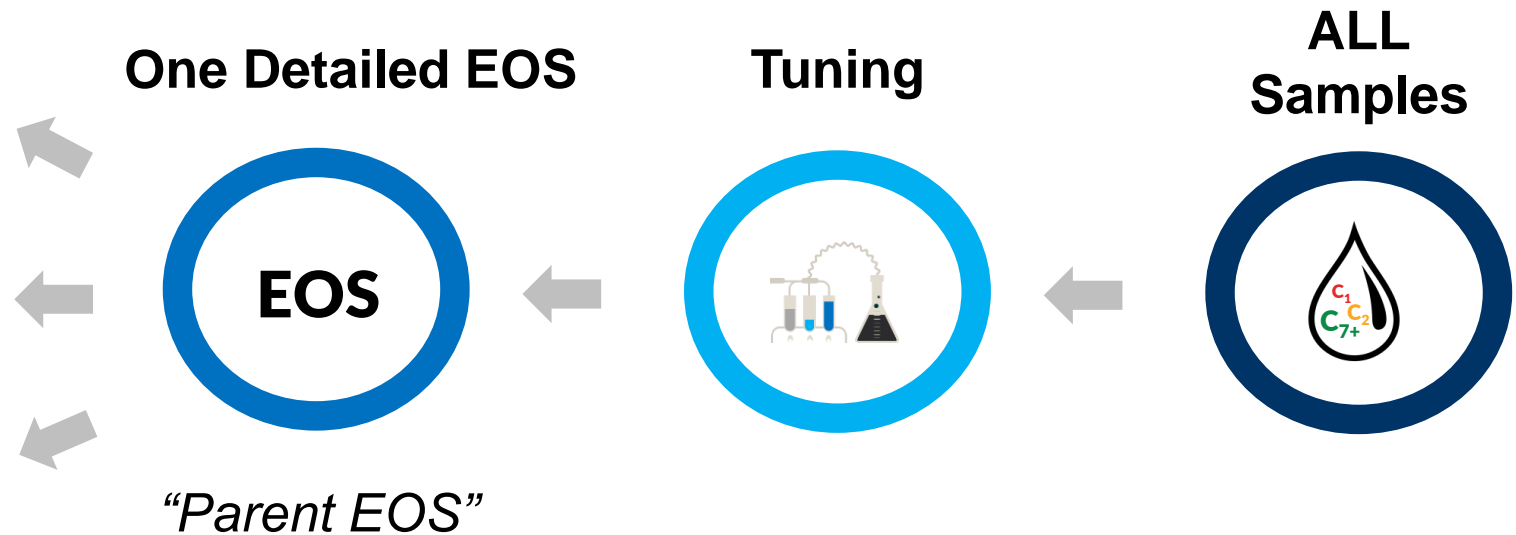 One Detailed EOS
Tuning
ALL
Samples
EOS
C₁
C₂
C₇₊
“Parent EOS”